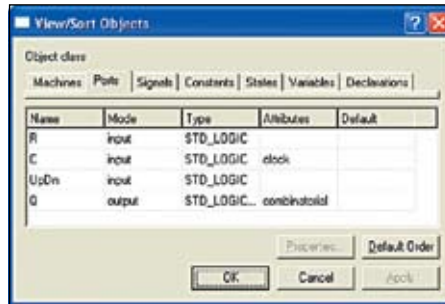 View/Sort Objects
Object class
Machines Ports Signals Constants States Variables Declarations
Name Mode Type Attributes Default
R input STD_LOGIC
C input STD_LOGIC clock
UpDn input STD_LOGIC
Q output STD_LOGIC... combinatorial
Properties... Default Order
OK Cancel Apply